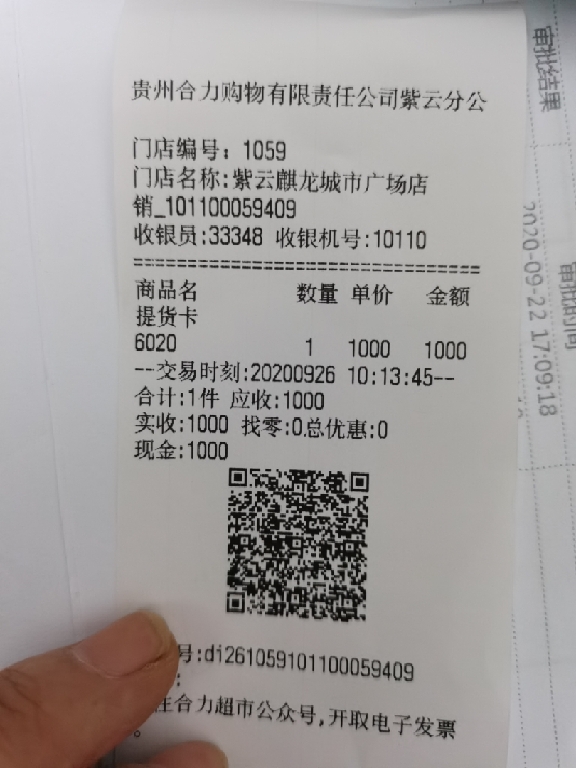 贵州合力购物有限责任公司紫云分公
门店编号：1059
门店名称:紫云麒龙城市广场店
销_101100059409
收银员:33348 收银机号:10110
================================
商品名 数量 单价 金额
提货卡
6020 1 1000 1000
--交易时刻:20200926 10:13:45--
合计:1件 应收:1000
实收:1000 找零:0总优惠:0
现金:1000
号:di261059101100059409
:
注合力超市公众号,开取电子发票
。
审批结果
2020-09-22 17:09:18
审批时间